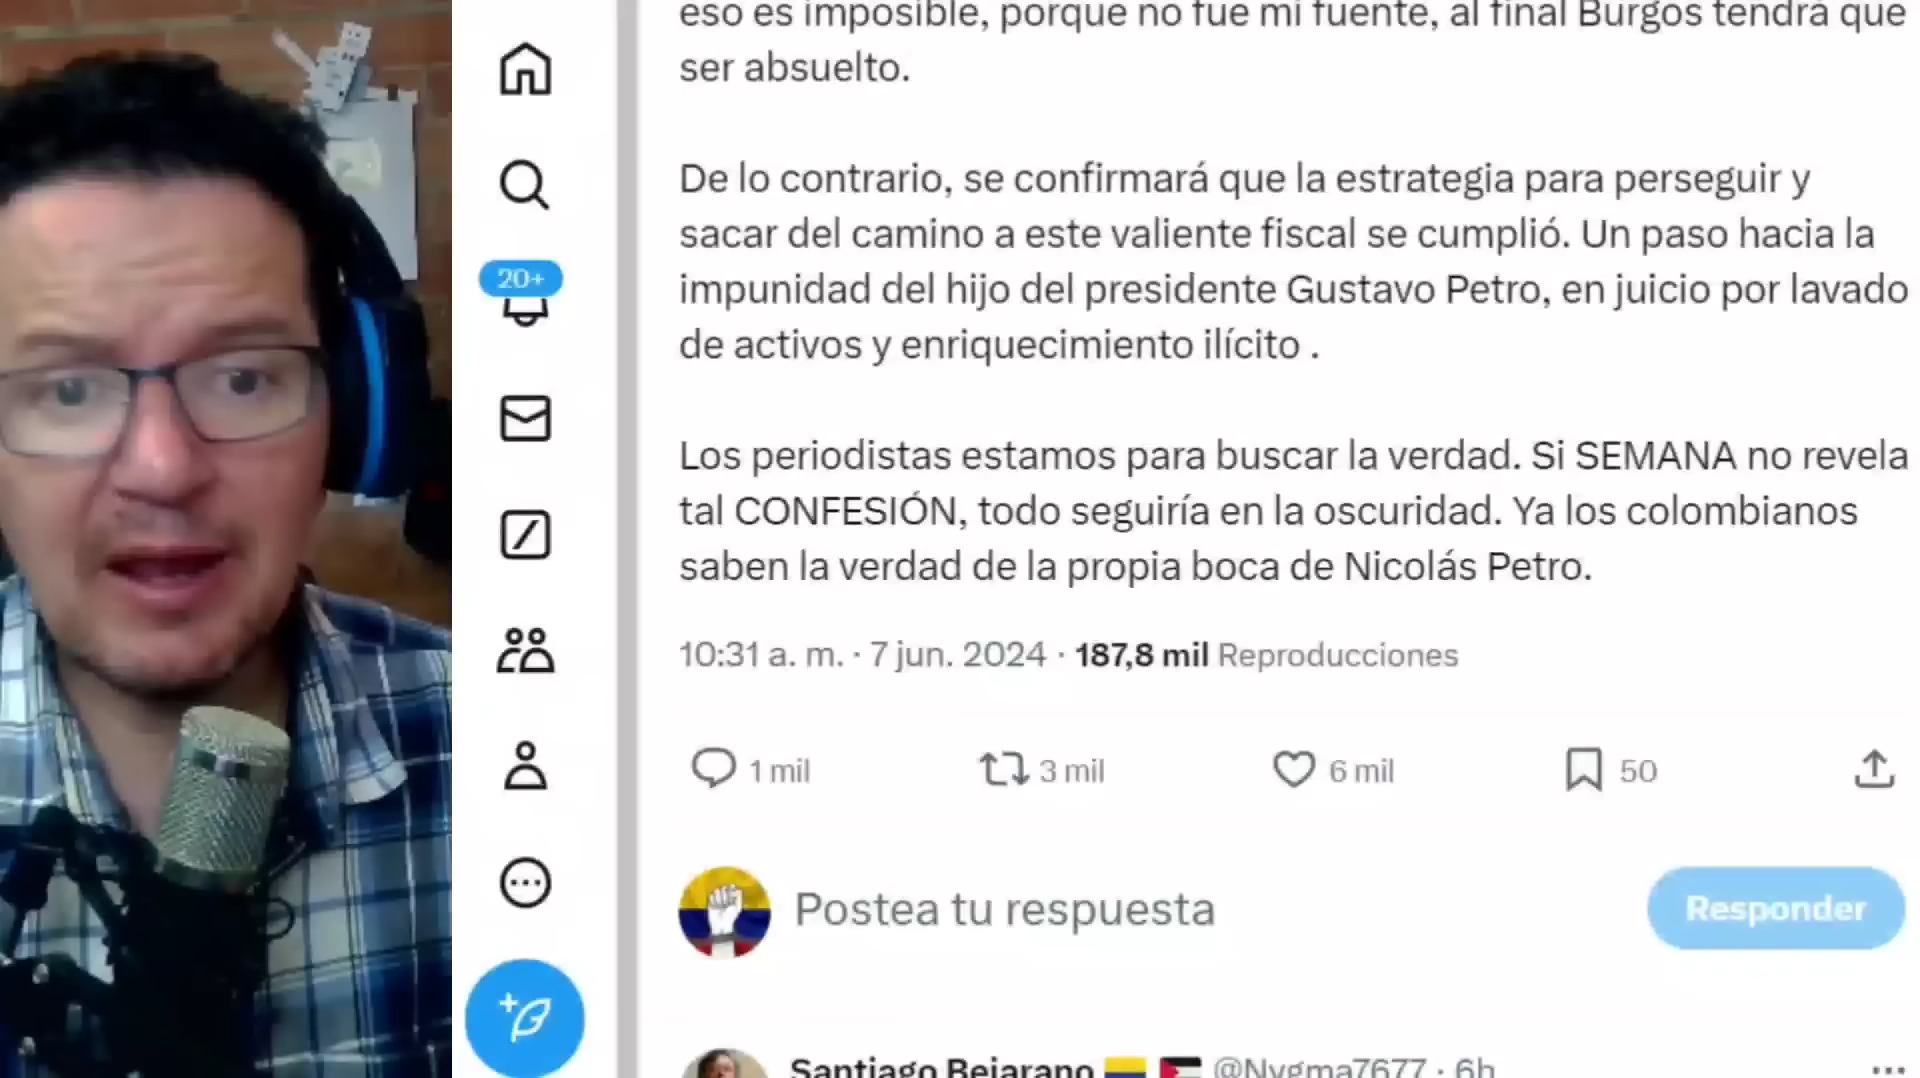 eso es imposible, porque no fue mi fuente, al final Burgos tendrá que
ser absuelto.
De lo contrario, se confirmará que la estrategia para perseguir y
sacar del camino a este valiente fiscal se cumplió. Un paso hacia la
impunidad del hijo del presidente Gustavo Petro, en juicio por lavado
de activos y enriquecimiento ilícito .
Los periodistas estamos para buscar la verdad. Si SEMANA no revela
tal CONFESIÓN, todo seguiría en la oscuridad. Ya los colombianos
saben la verdad de la propia boca de Nicolás Petro.
10:31 a. m. · 7 jun. 2024 · 187,8 mil Reproducciones
1 mil 3 mil 6 mil 50
20+
Postea tu respuesta
Responder
Santiago Bejarano @Nygma7677 · 6h